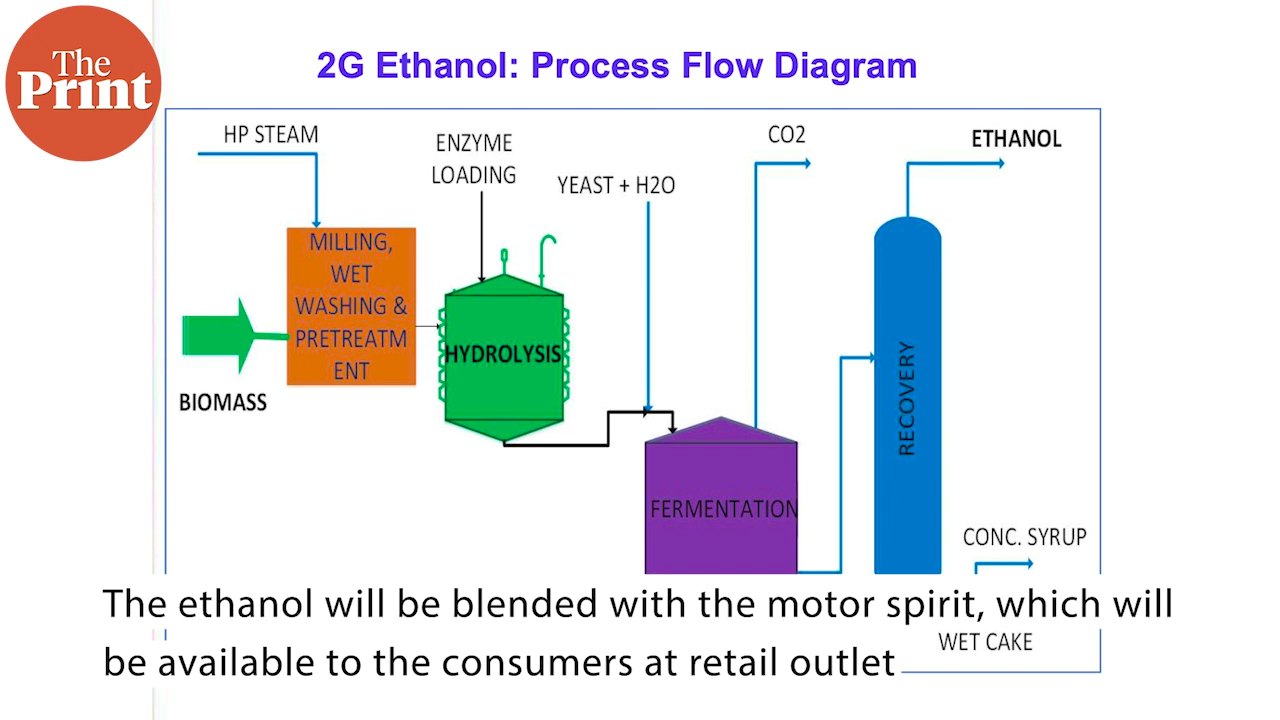 The
Print
2G Ethanol: Process Flow Diagram
HP STEAM
ENZYME
LOADING
YEAST + H2O
CO2
ETHANOL
MILLING,
WET
WASHING &
PRETREATM
ENT
BIOMASS
HYDROLYSIS
FERMENTATION
RECOVERY
CONC. SYRUP
WET CAKE
The ethanol will be blended with the motor spirit, which will
be available to the consumers at retail outlet